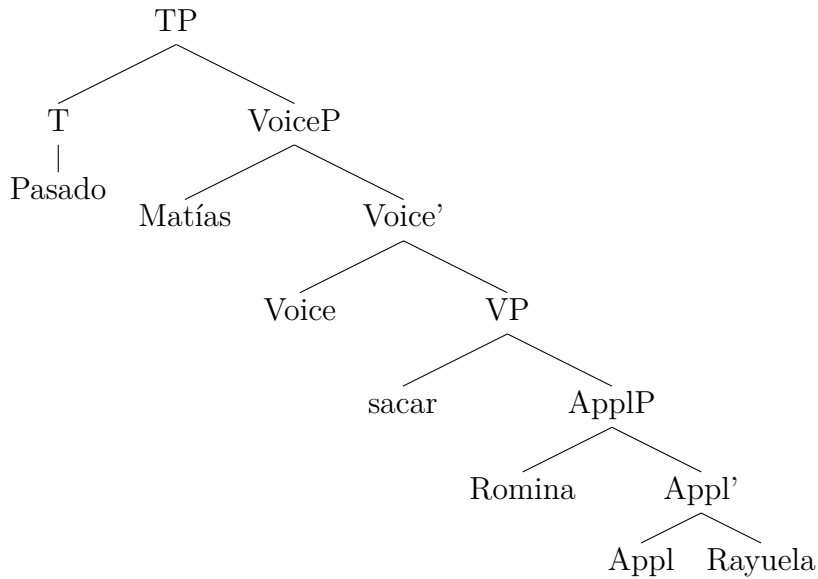 TP
T VoiceP
Pasado
Matías Voice'
Voice VP
sacar ApplP
Romina Appl'
Appl Rayuela